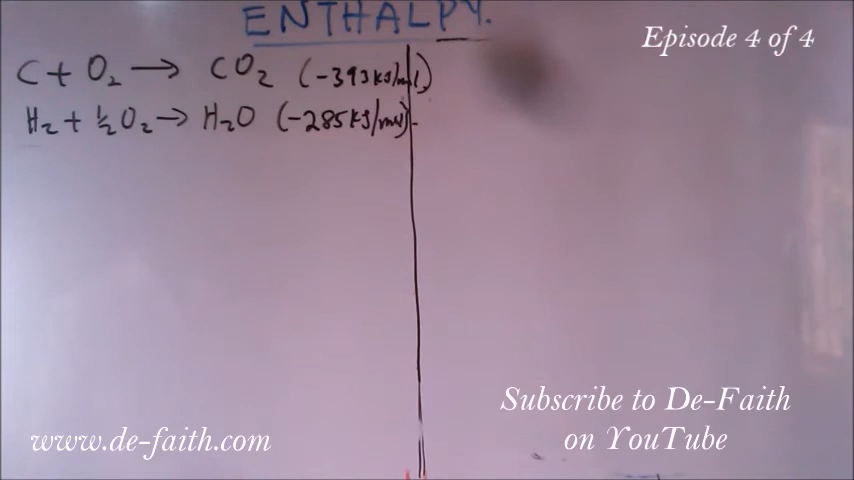 ENTHALPY.
Episode 4 of 4
C + O₂ → CO₂ (-393kJ/mol)
H₂ + ½O₂ → H₂O (-285kJ/mol).
Subscribe to De-Faith
on YouTube
www.de-faith.com